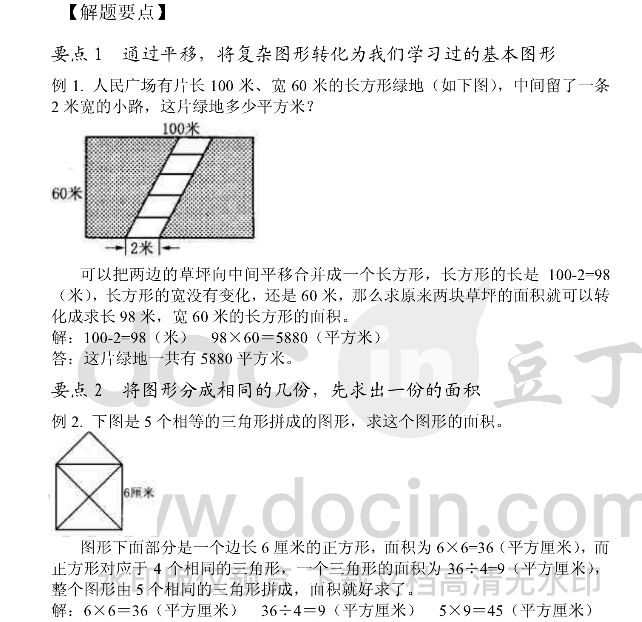 【解题要点】
要点 1 通过平移，将复杂图形转化为我们学习过的基本图形
例 1. 人民广场有片长 100 米、宽 60 米的长方形绿地（如下图），中间留了一条
2 米宽的小路，这片绿地多少平方米？
100米
60米
2米
可以把两边的草坪向中间平移合并成一个长方形，长方形的长是 100-2=98
（米），长方形的宽没有变化，还是 60 米，那么求原来两块草坪的面积就可以转
化成求长 98 米，宽 60 米的长方形的面积。
解：100-2=98（米） 98×60＝5880（平方米）
答：这片绿地一共有 5880 平方米。
要点 2 将图形分成相同的几份，先求出一份的面积
例 2. 下图是 5 个相等的三角形拼成的图形，求这个图形的面积。
6厘米
图形下面部分是一个边长 6 厘米的正方形，面积为 6×6=36（平方厘米），而
正方形对应于 4 个相同的三角形，一个三角形的面积为 36÷4=9（平方厘米），
整个图形由 5 个相同的三角形拼成，面积就好求了。
解：6×6＝36（平方厘米） 36÷4＝9（平方厘米） 5×9＝45（平方厘米）
docin 豆丁
www.docin.com